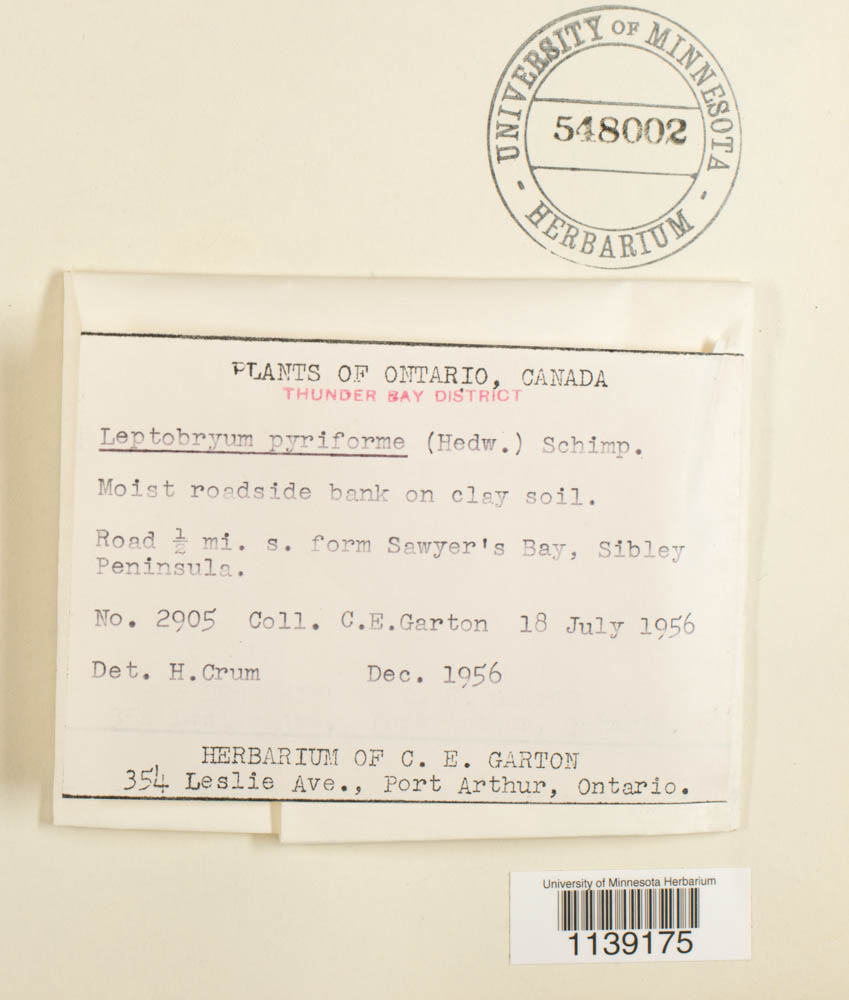 UNIVERSITY OF MINNESOTA
548002
- HERBARIUM -
PLANTS OF ONTARIO, CANADA
THUNDER BAY DISTRICT
Leptobryum pyriforme (Hedw.) Schimp.
Moist roadside bank on clay soil.
Road ½ mi. s. form Sawyer's Bay, Sibley
Peninsula.
No. 2905 Coll. C.E.Garton 18 July 1956
Det. H.Crum Dec. 1956
HERBARIUM OF C. E. GARTON
354 Leslie Ave., Port Arthur, Ontario.
University of Minnesota Herbarium
1139175